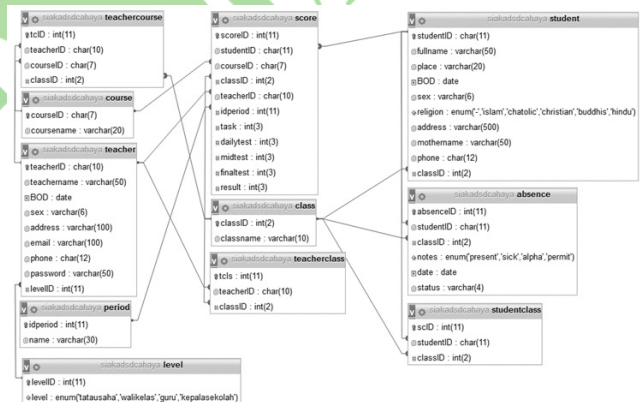 siakadsdcahaya teachercourse
tcID : int(11)
teacherID : char(10)
courseID : char(7)
classID : int(2)
siakadsdcahaya course
courseID : char(7)
coursename : varchar(20)
siakadsdcahaya teacher
teacherID : char(10)
teachername : varchar(50)
BOD : date
sex : varchar(6)
address : varchar(100)
email : varchar(100)
phone : char(12)
password : varchar(50)
levelID : int(11)
siakadsdcahaya period
idperiod : int(11)
name : varchar(30)
siakadsdcahaya level
levelID : int(11)
level : enum('tatausaha','walikelas','guru','kepalasekolah')
siakadsdcahaya score
scoreID : int(11)
studentID : char(11)
courseID : char(7)
classID : int(2)
teacherID : char(10)
idperiod : int(11)
task : int(3)
dailytest : int(3)
midtest : int(3)
finaltest : int(3)
result : int(3)
siakadsdcahaya class
classID : int(2)
classname : varchar(10)
siakadsdcahaya teacherclass
tcls : int(11)
teacherID : char(10)
classID : int(2)
siakadsdcahaya student
studentID : char(11)
fullname : varchar(50)
place : varchar(20)
BOD : date
sex : varchar(6)
religion : enum('-','islam','chatolic','christian','buddhis','hindu')
address : varchar(500)
mothername : varchar(50)
phone : char(12)
classID : int(2)
siakadsdcahaya absence
absenceID : int(11)
studentID : char(11)
classID : int(2)
notes : enum('present','sick','alpha','permit')
date : date
status : varchar(4)
siakadsdcahaya studentclass
sclD : int(11)
studentID : char(11)
classID : int(2)